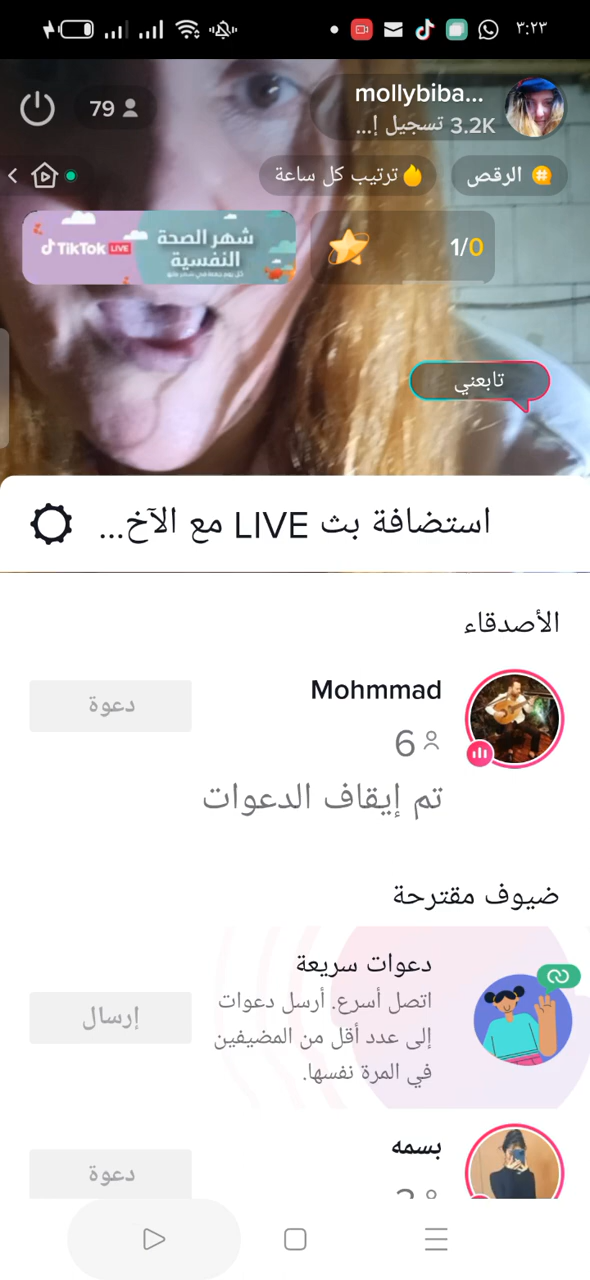 ٣:٢٣
mollybiba...
3.2K تسجيل إ...
79
الرقص
ترتيب كل ساعة
1/0
شهر الصحة
النفسية
TikTok LIVE
تابعني
استضافة بث LIVE مع الآخ...
الأصدقاء
Mohmmad
6
دعوة
تم إيقاف الدعوات
ضيوف مقترحة
دعوات سريعة
اتصل أسرع. أرسل دعوات
إلى عدد أقل من المضيفين
في المرة نفسها.
إرسال
بسمه
دعوة